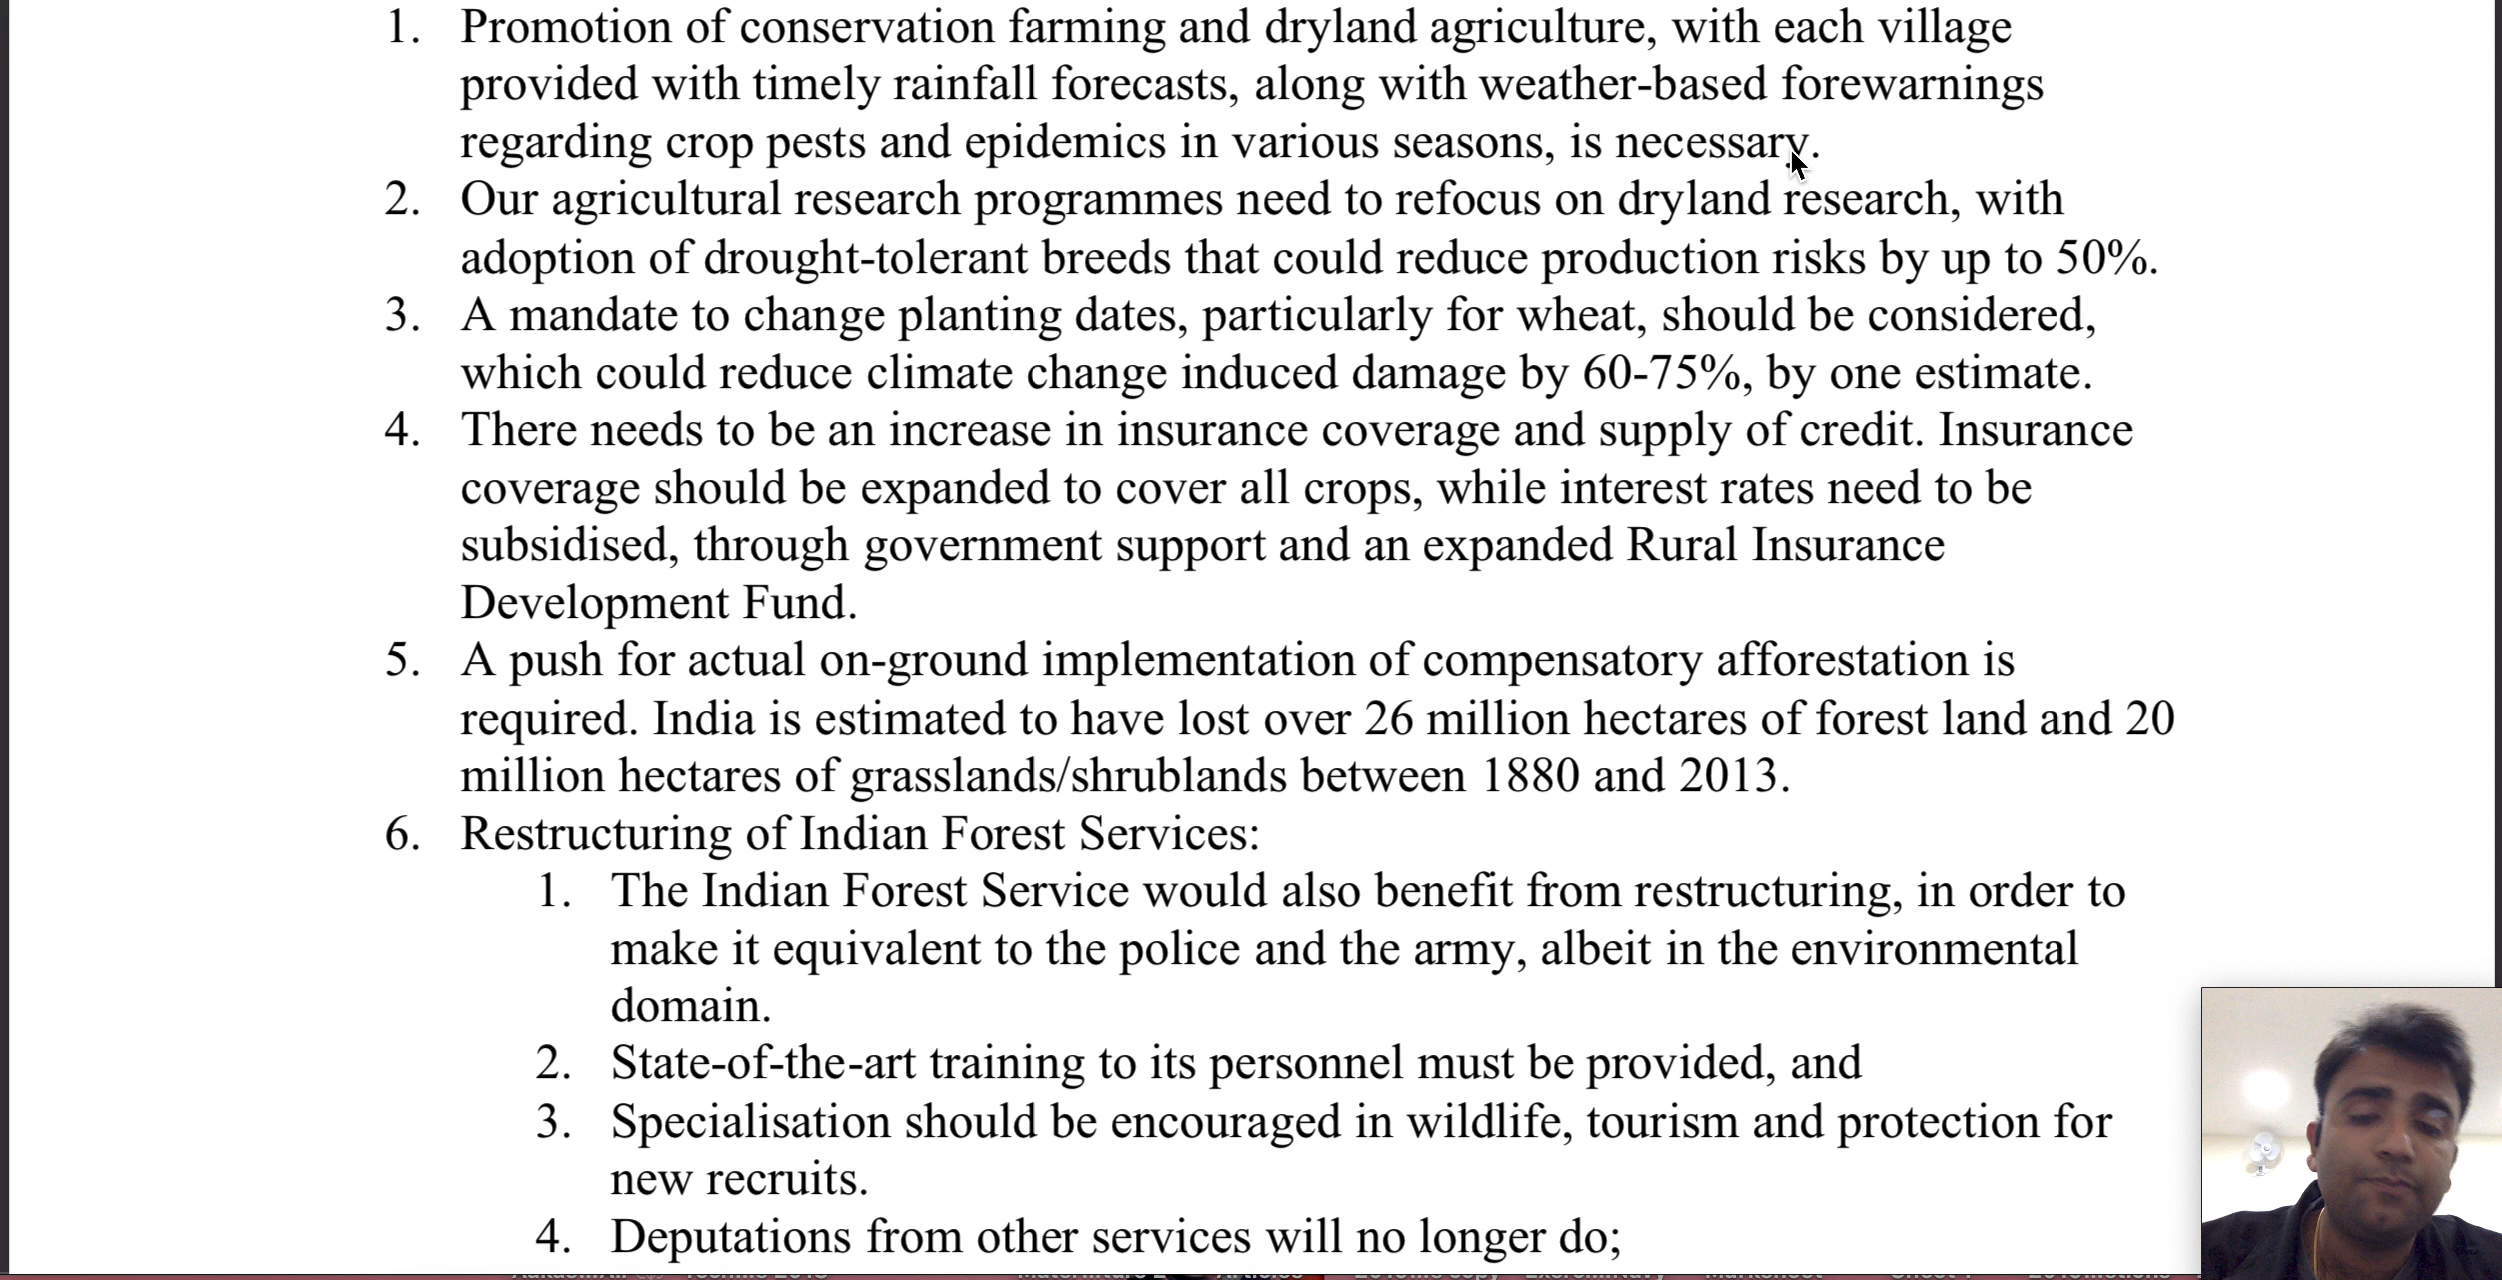 1. Promotion of conservation farming and dryland agriculture, with each village
provided with timely rainfall forecasts, along with weather-based forewarnings
regarding crop pests and epidemics in various seasons, is necessary.
2. Our agricultural research programmes need to refocus on dryland research, with
adoption of drought-tolerant breeds that could reduce production risks by up to 50%.
3. A mandate to change planting dates, particularly for wheat, should be considered,
which could reduce climate change induced damage by 60-75%, by one estimate.
4. There needs to be an increase in insurance coverage and supply of credit. Insurance
coverage should be expanded to cover all crops, while interest rates need to be
subsidised, through government support and an expanded Rural Insurance
Development Fund.
5. A push for actual on-ground implementation of compensatory afforestation is
required. India is estimated to have lost over 26 million hectares of forest land and 20
million hectares of grasslands/shrublands between 1880 and 2013.
6. Restructuring of Indian Forest Services:
1. The Indian Forest Service would also benefit from restructuring, in order to
make it equivalent to the police and the army, albeit in the environmental
domain.
2. State-of-the-art training to its personnel must be provided, and
3. Specialisation should be encouraged in wildlife, tourism and protection for
new recruits.
4. Deputations from other services will no longer do;